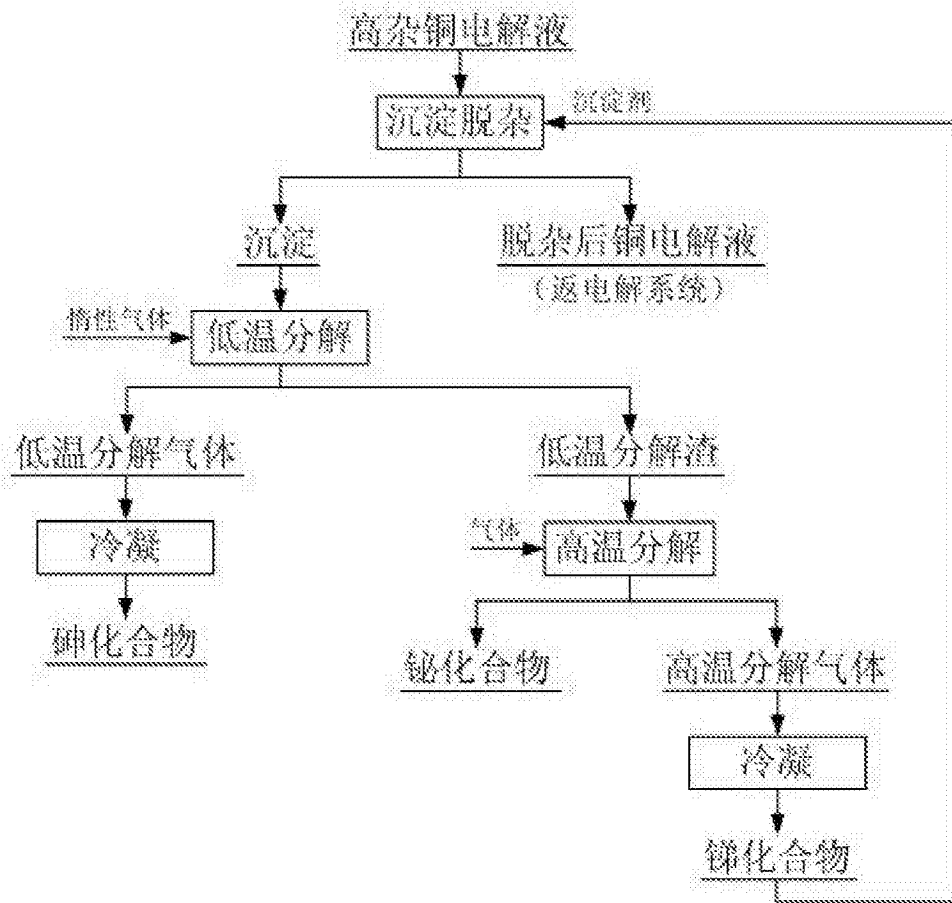 高杂铜电解液
沉淀剂
沉淀脱杂
沉淀
脱杂后铜电解液
（返电解系统）
惰性气体
低温分解
低温分解气体
低温分解渣
冷凝
气体
高温分解
砷化合物
铋化合物
高温分解气体
冷凝
锑化合物